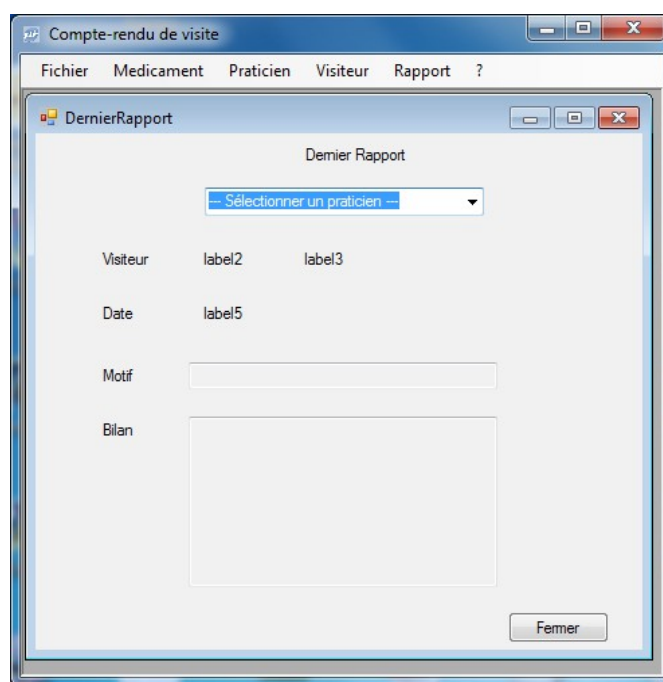 Compte-rendu de visite
Fichier Medicament Praticien Visiteur Rapport ?
DernierRapport
Dernier Rapport
--- Sélectionner un praticien ---
Visiteur label2 label3
Date label5
Motif
Bilan
Fermer